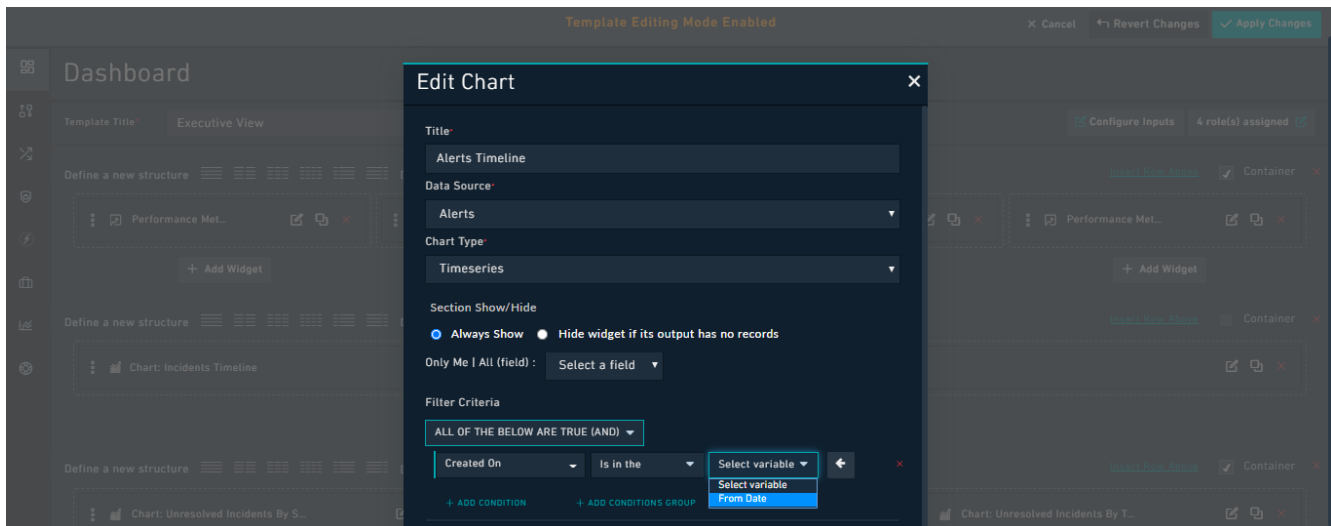 Template Editing Mode Enabled
× Cancel Revert Changes Apply Changes
Dashboard
Template Title* Executive View
Configure Inputs 4 role(s) assigned
Edit Chart
Title*
Alerts Timeline
Data Source*
Alerts
Chart Type*
Timeseries
Section Show/Hide
Always Show Hide widget if its output has no records
Only Me | All (field) : Select a field
Filter Criteria
ALL OF THE BELOW ARE TRUE (AND)
Created On Is in the Select variable
Select variable
From Date
+ ADD CONDITION + ADD CONDITIONS GROUP
Define a new structure
Insert Row Above Container
Performance Met...
Performance Met...
+ Add Widget
+ Add Widget
Define a new structure
Insert Row Above Container
Chart: Incidents Timeline
Define a new structure
Insert Row Above Container
Chart: Unresolved Incidents By S...
Chart: Unresolved Incidents By T...